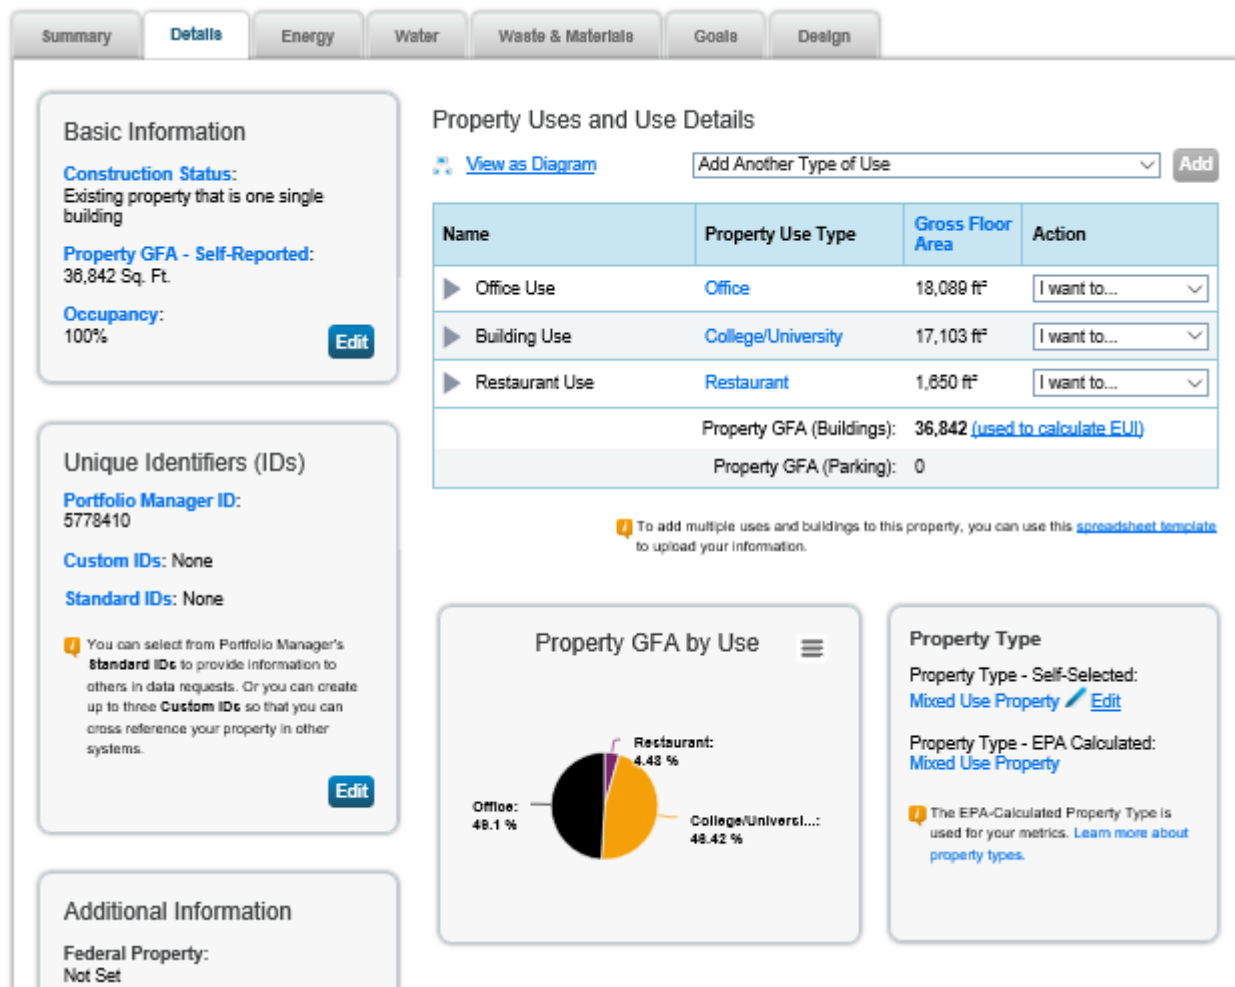 Summary
Details
Energy
Water
Waste & Materials
Goals
Design
Basic Information
Construction Status:
Existing property that is one single
building
Property GFA - Self-Reported:
36,842 Sq. Ft.
Occupancy:
100%
Edit
Unique Identifiers (IDs)
Portfolio Manager ID:
5778410
Custom IDs: None
Standard IDs: None
You can select from Portfolio Manager's
Standard IDs to provide information to
others in data requests. Or you can create
up to three Custom IDs so that you can
cross reference your property in other
systems.
Edit
Additional Information
Federal Property:
Not Set
Property Uses and Use Details
View as Diagram
Add Another Type of Use
Add
Name
Property Use Type
Gross Floor
Area
Action
Office Use
Office
18,089 ft²
I want to...
Building Use
College/University
17,103 ft²
I want to...
Restaurant Use
Restaurant
1,650 ft²
I want to...
Property GFA (Buildings): 36,842 (used to calculate EUI)
Property GFA (Parking): 0
To add multiple uses and buildings to this property, you can use this spreadsheet template
to upload your information.
Property GFA by Use
Restaurant:
4.48 %
Office:
49.1 %
College/Universi...:
46.42 %
Property Type
Property Type - Self-Selected:
Mixed Use Property Edit
Property Type - EPA Calculated:
Mixed Use Property
The EPA-Calculated Property Type is
used for your metrics. Learn more about
property types.